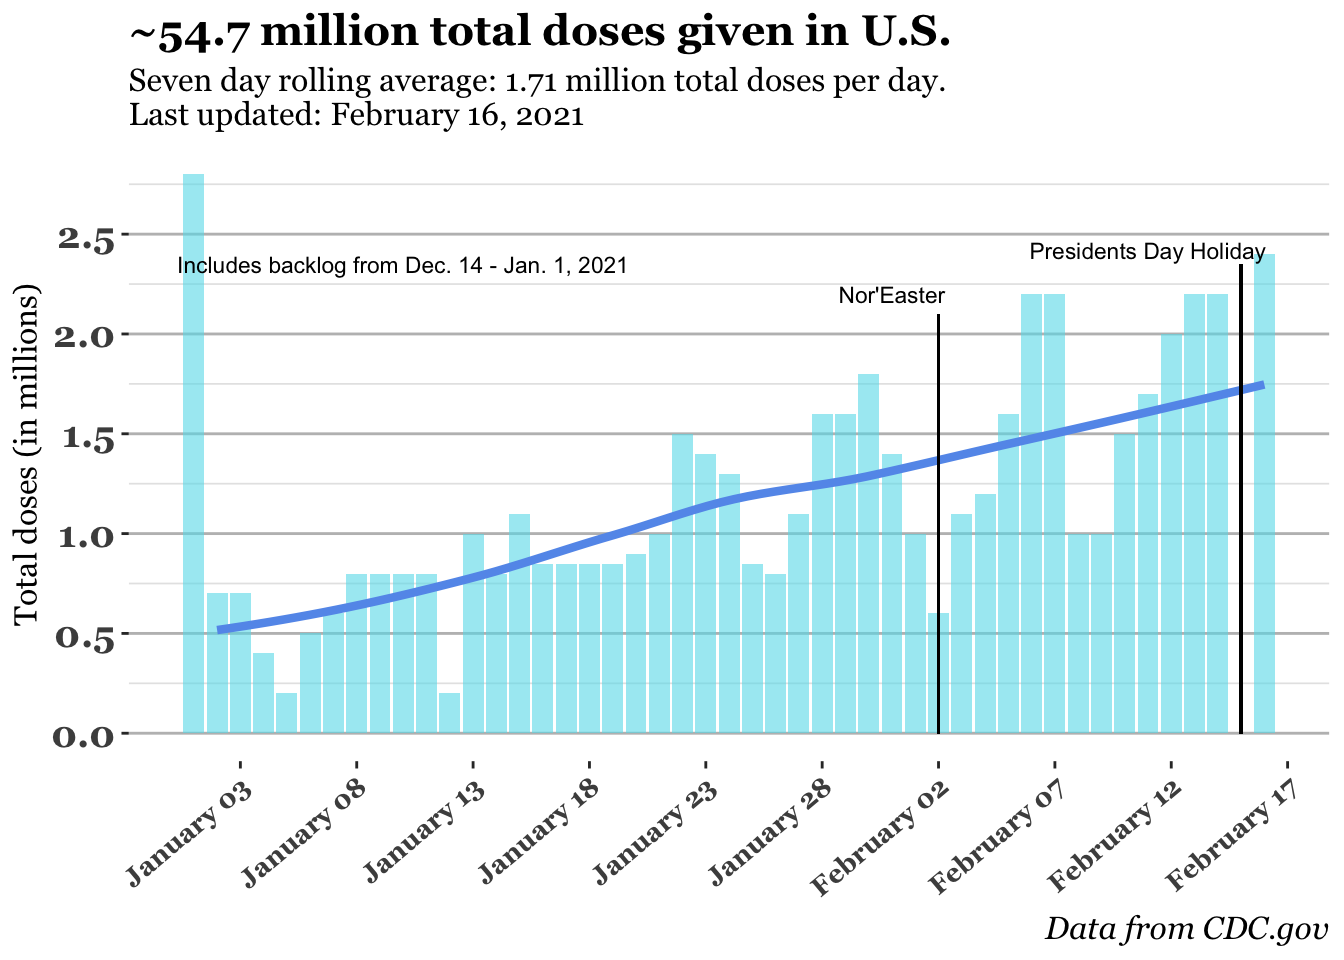 ~54.7 million total doses given in U.S.
Seven day rolling average: 1.71 million total doses per day.
Last updated: February 16, 2021
Total doses (in millions)
2.5
2.0
1.5
1.0
0.5
0.0
Includes backlog from Dec. 14 - Jan. 1, 2021
Nor'Easter
Presidents Day Holiday
January 03
January 08
January 13
January 18
January 23
January 28
February 02
February 07
February 12
February 17
Data from CDC.gov